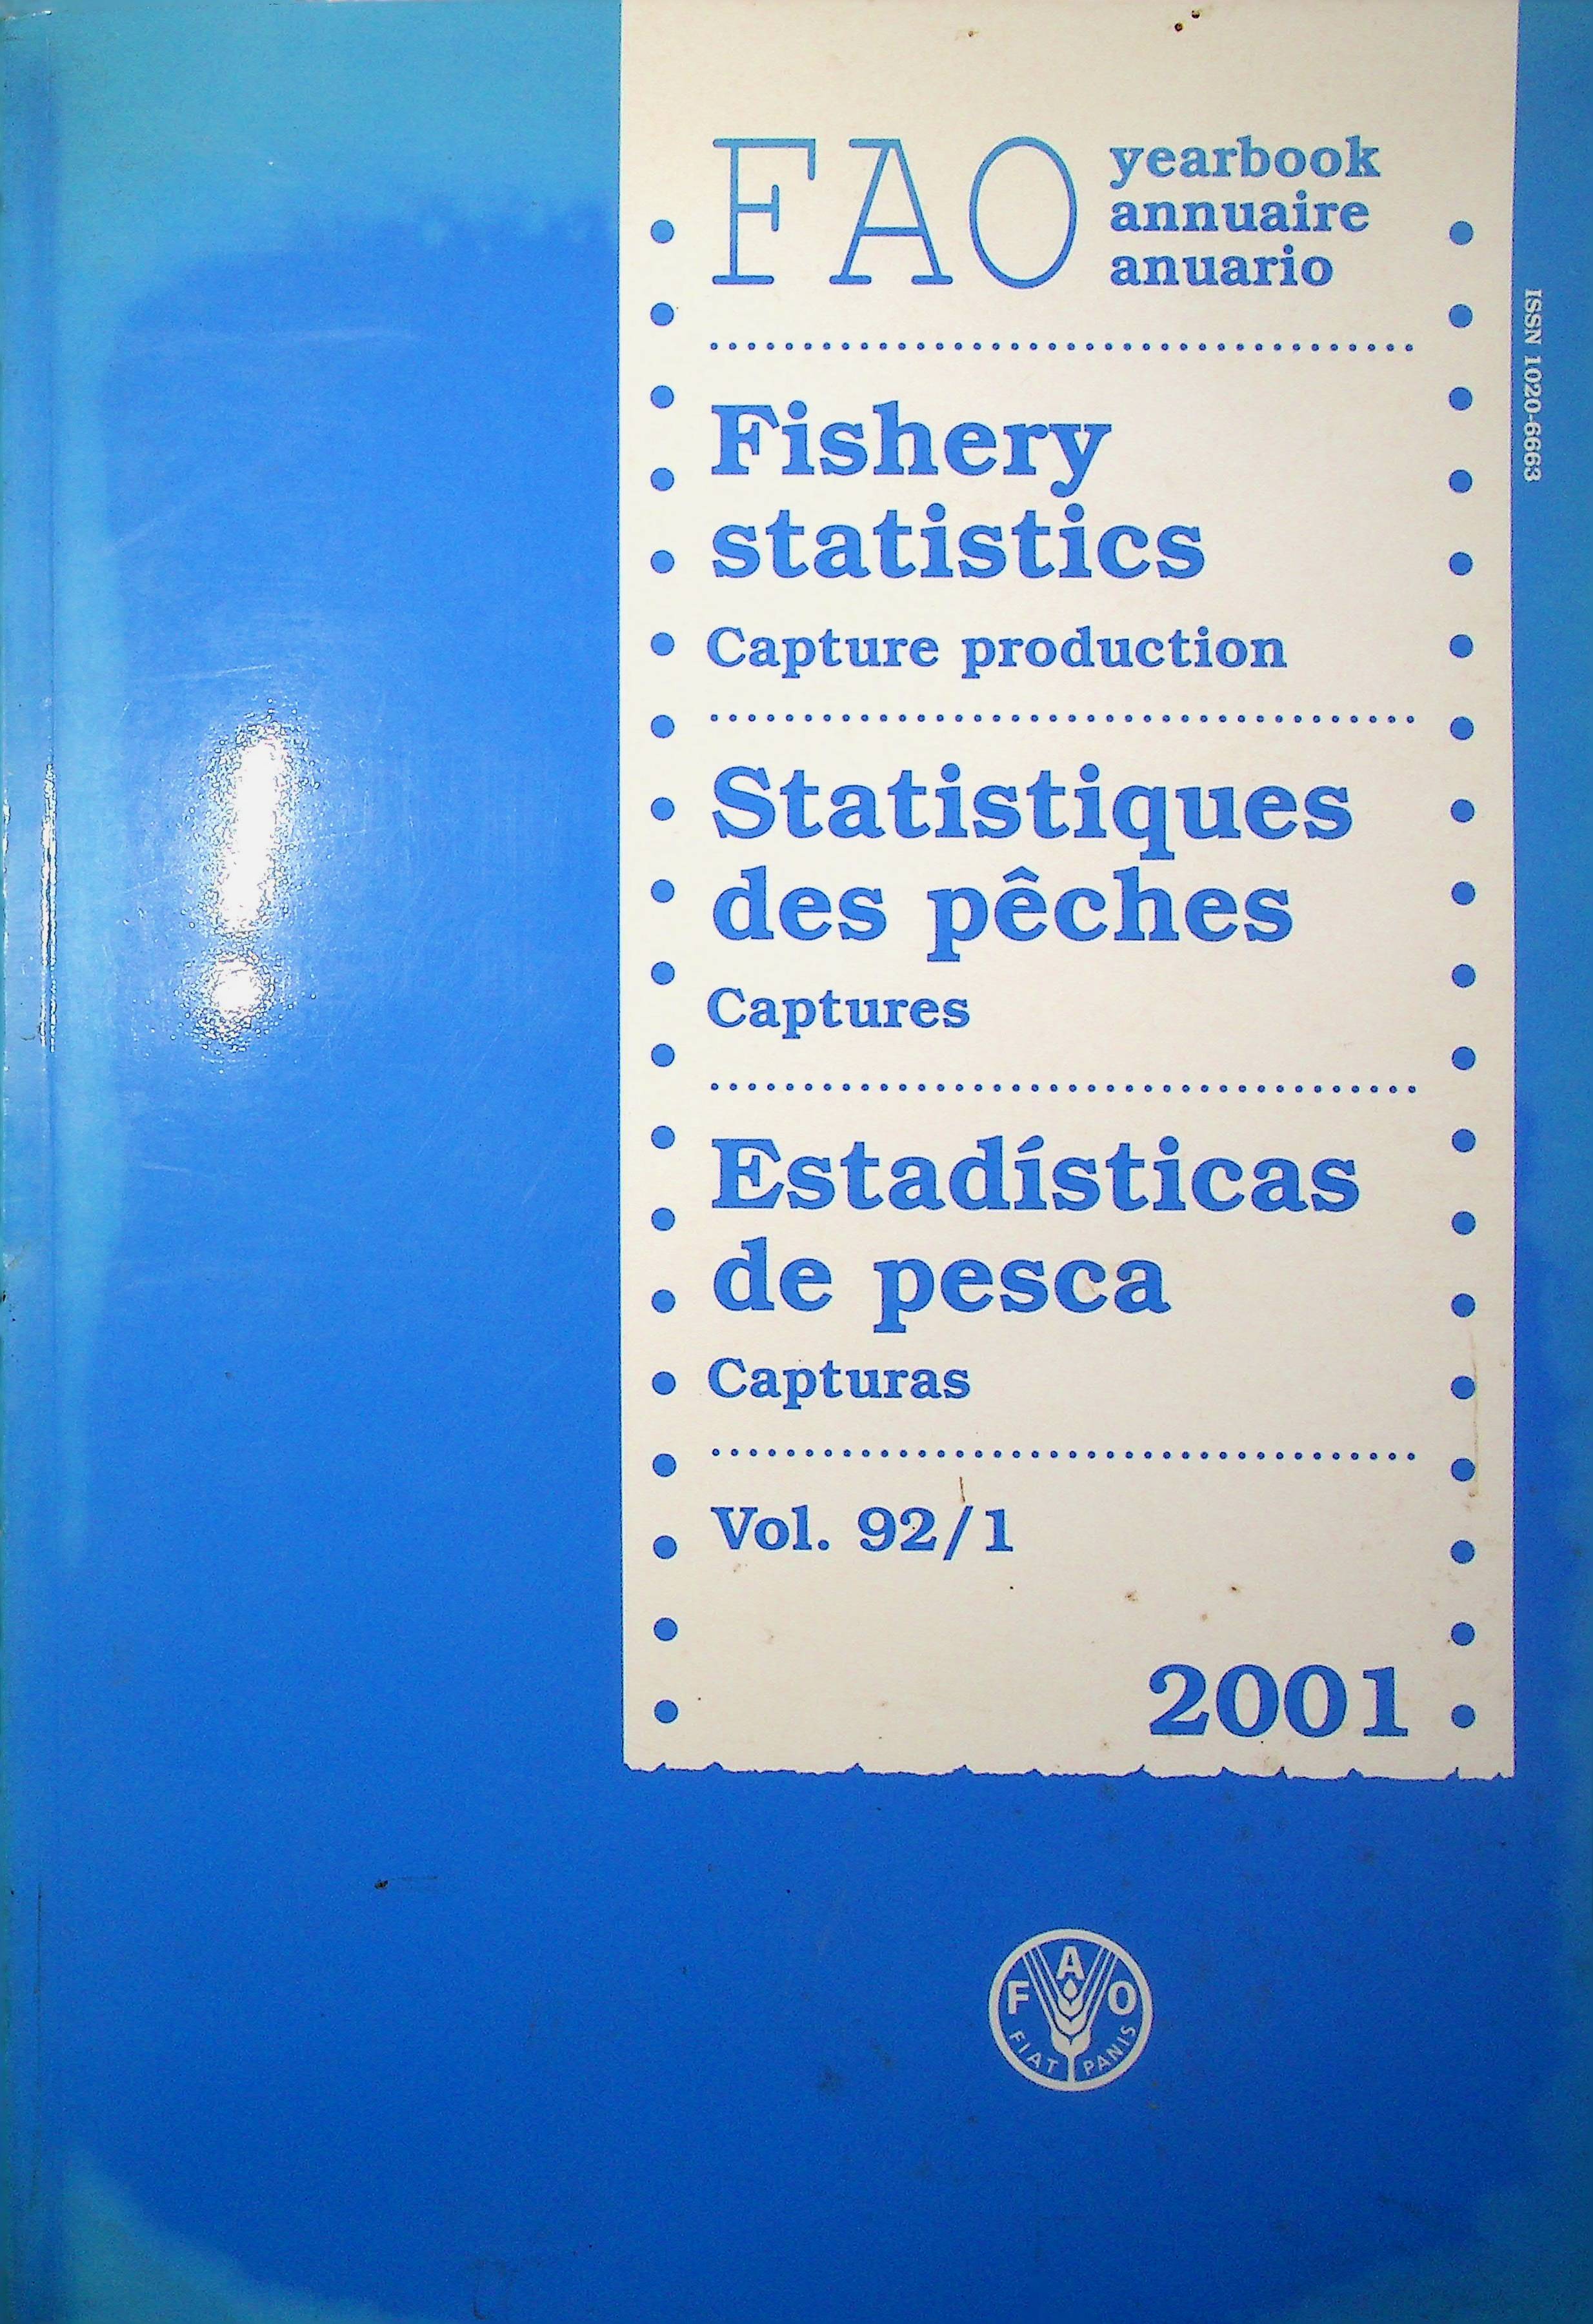 FAO
yearbook
annuaire
anuario
ISSN 1020-6663
Fishery
statistics
Capture production
Statistiques
des pêches
Captures
Estadísticas
de pesca
Capturas
Vol. 92/1
2001
F A O
FIAT PANIS